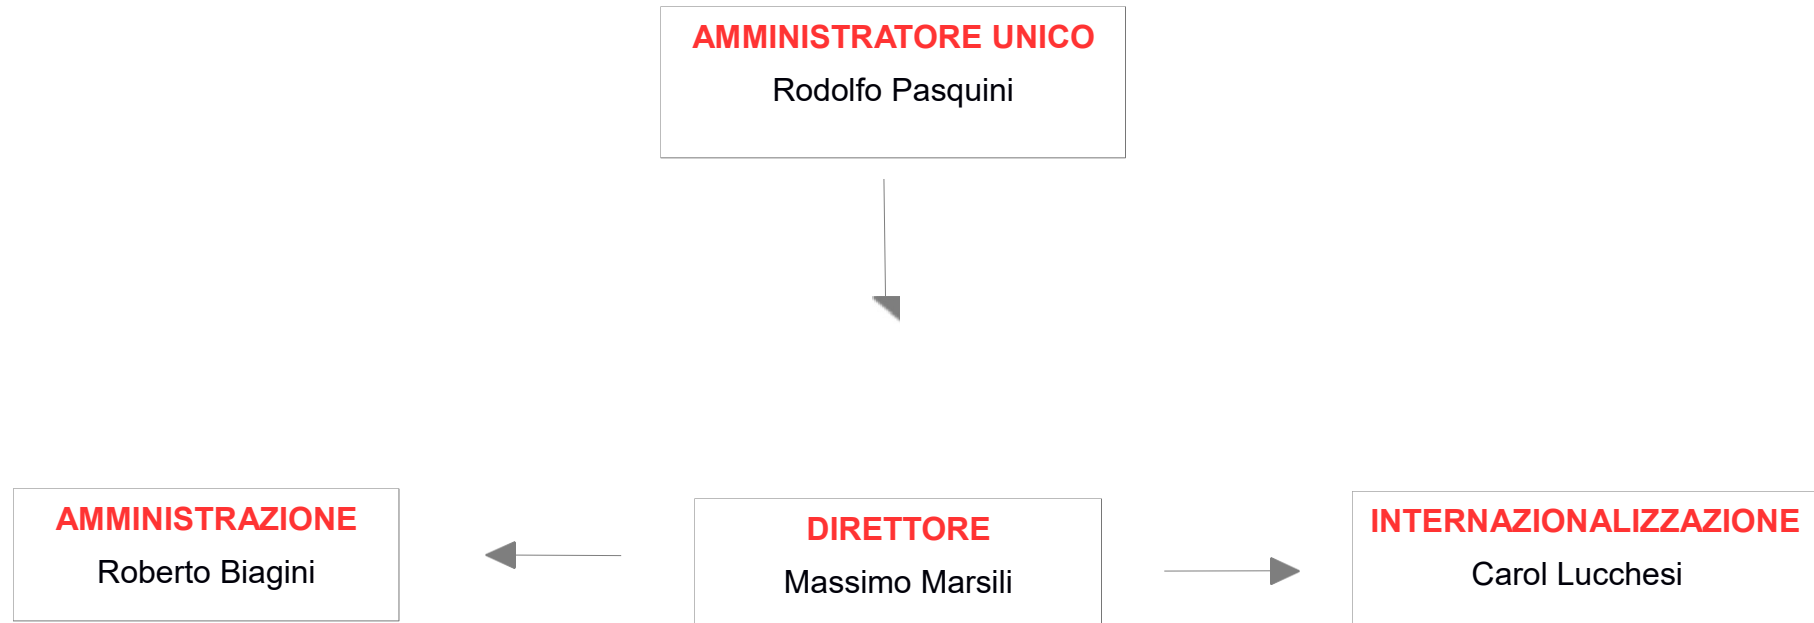 AMMINISTRATORE UNICO
Rodolfo Pasquini
AMMINISTRAZIONE
Roberto Biagini
DIRETTORE
Massimo Marsili
INTERNAZIONALIZZAZIONE
Carol Lucchesi